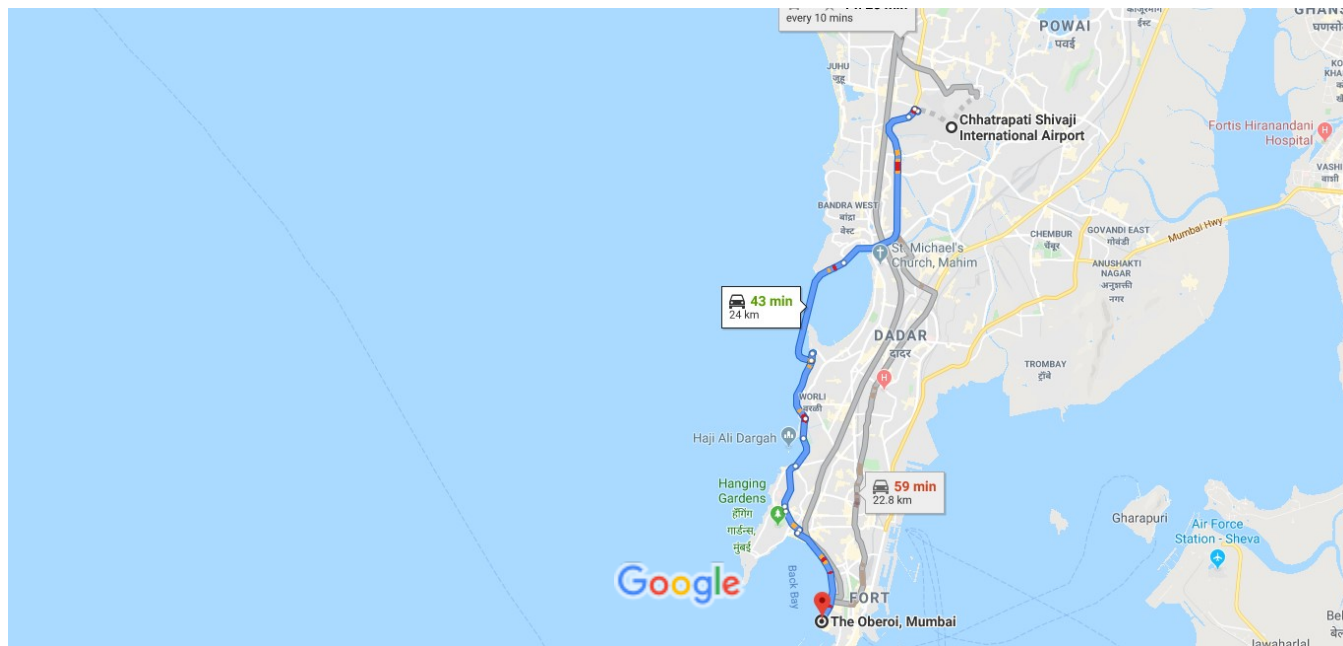 every 10 mins
POWAI
पवई
JUHU
जुहू
Chhatrapati Shivaji
International Airport
Fortis Hiranandani
Hospital
VASHI
वाशी
BANDRA WEST
बांद्रा
वेस्ट
St. Michael's
Church, Mahim
CHEMBUR
चेंबूर
GOVANDI EAST
गोवंडी
Mumbai Hwy
ANUSHAKTI
NAGAR
अनुशक्ती
नगर
43 min
24 km
DADAR
दादर
TROMBAY
ट्रॉंबे
WORLI
वरळी
Haji Ali Dargah
Hanging
Gardens
हँगिंग
गार्डन्स,
मुंबई
59 min
22.8 km
Gharapuri
Air Force
Station - Sheva
Google
Back Bay
FORT
The Oberoi, Mumbai
Jawaharlal